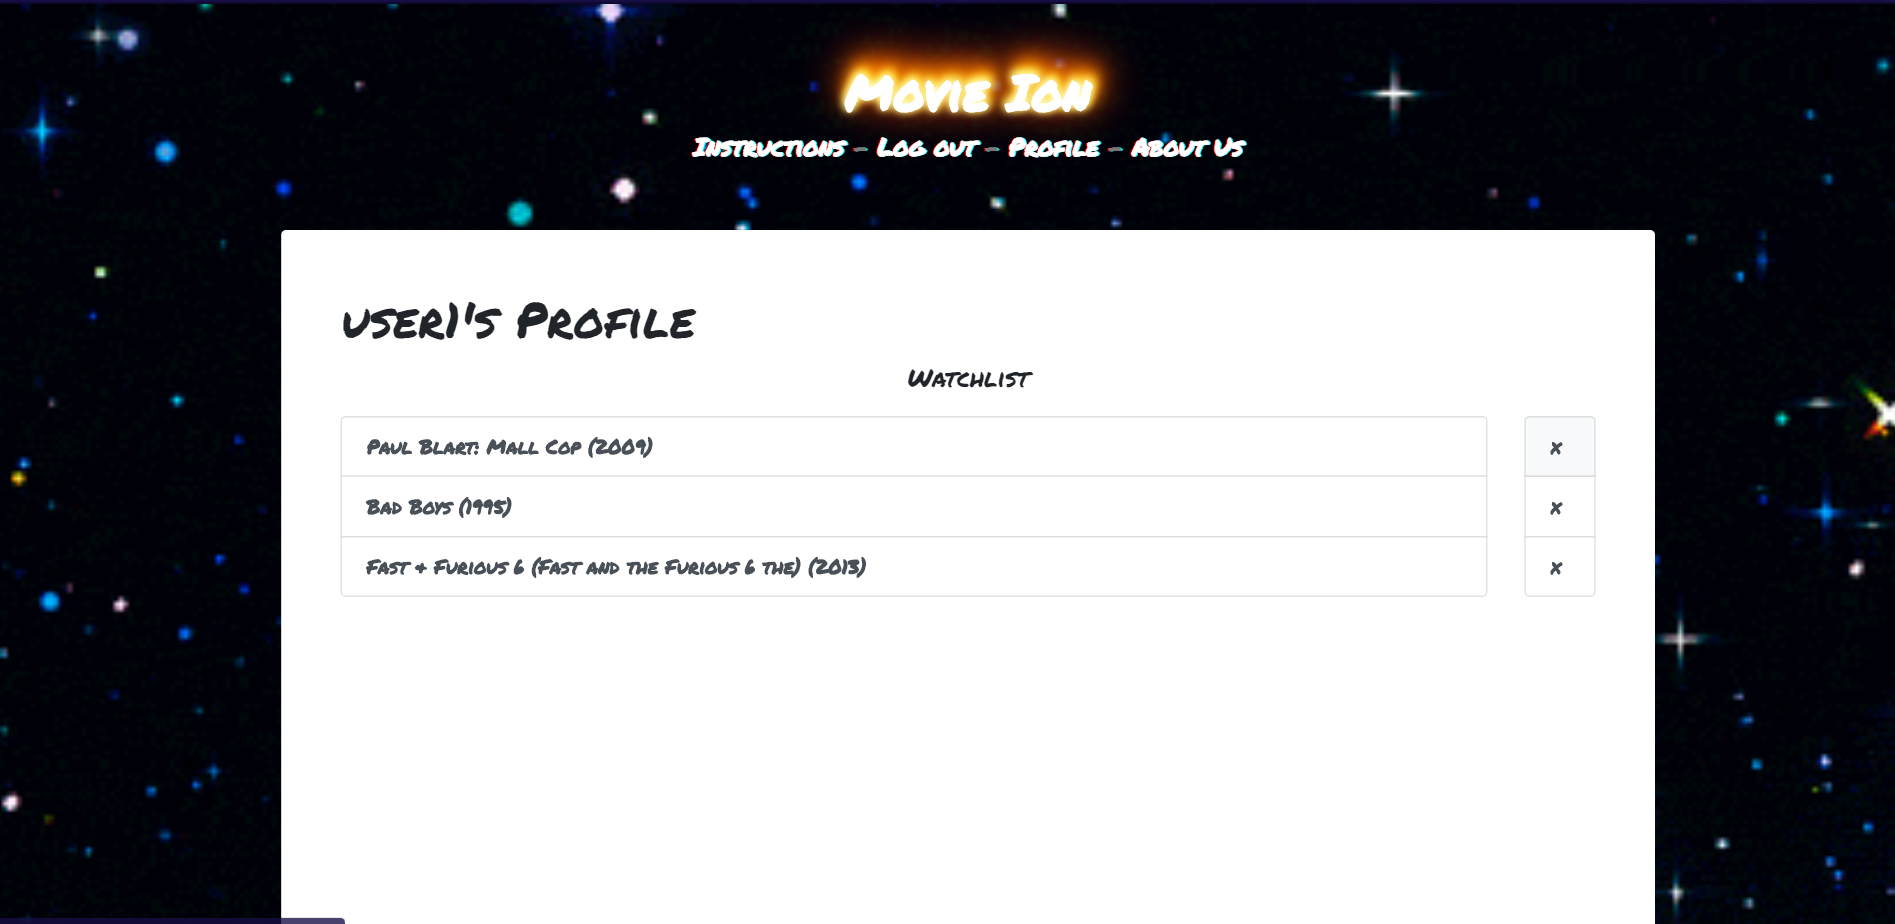 Movie Ion
Instructions – Log out – Profile – About Us
user1's Profile
Watchlist
Paul Blart: Mall Cop (2009) x
Bad Boys (1995) x
Fast & Furious 6 (Fast and the Furious 6 the) (2013) x